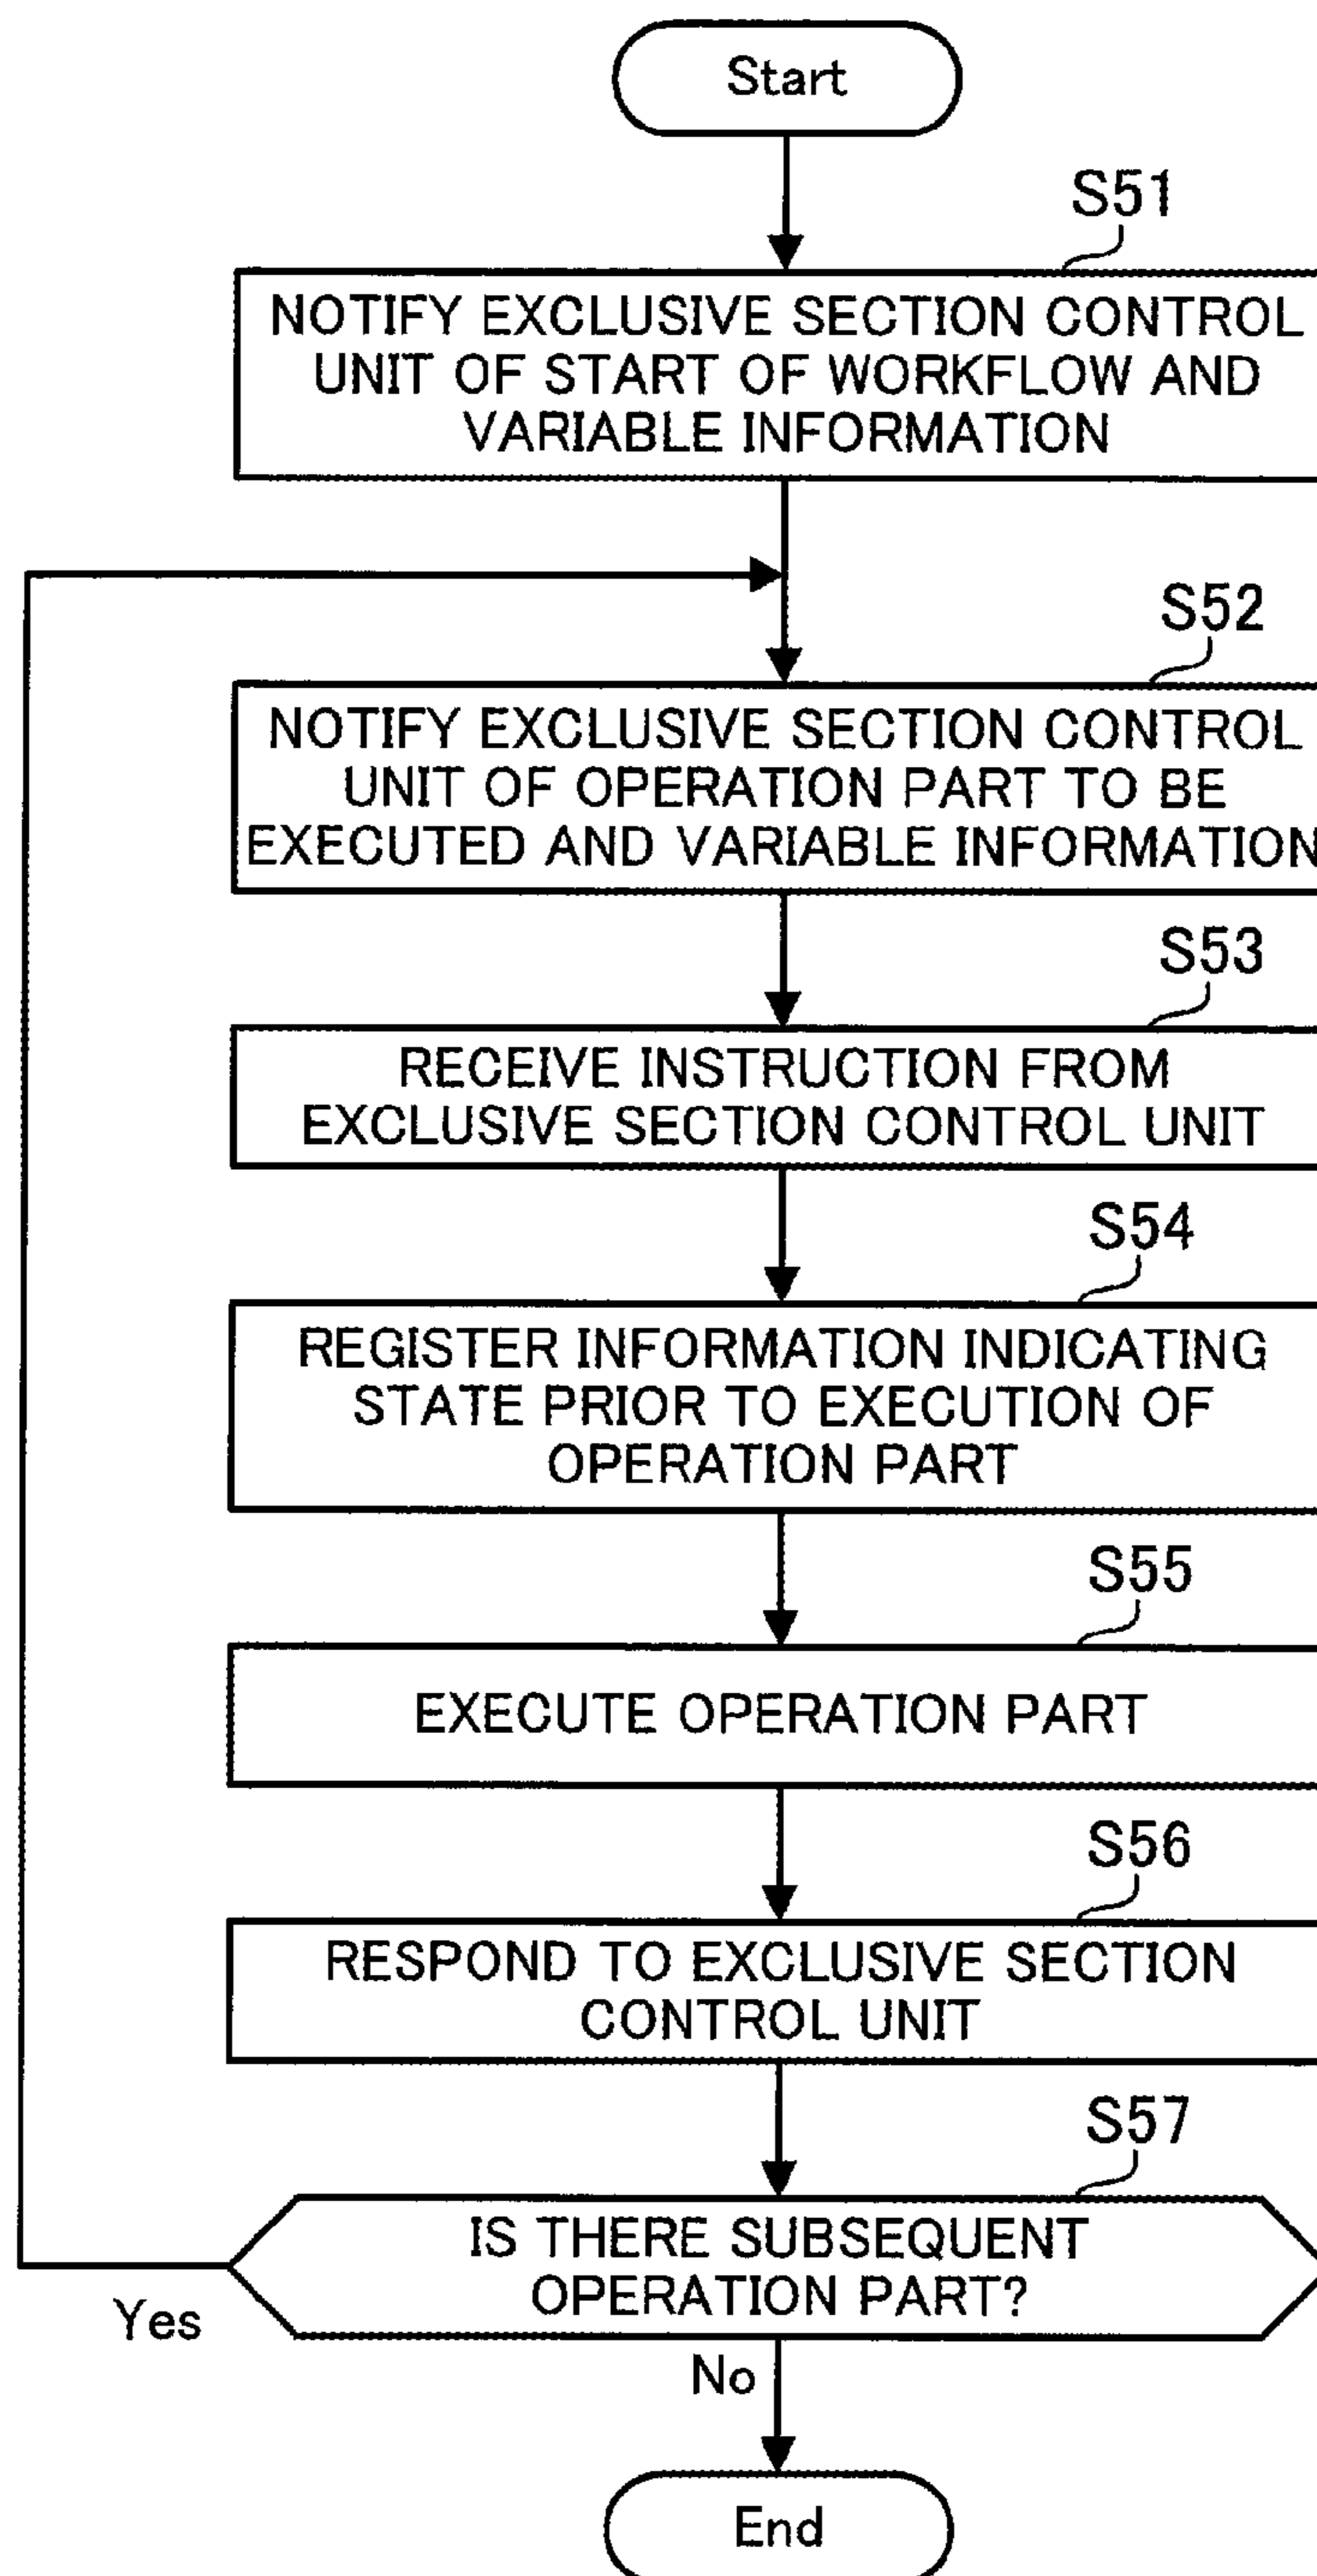 Start
S51
NOTIFY EXCLUSIVE SECTION CONTROL
UNIT OF START OF WORKFLOW AND
VARIABLE INFORMATION
S52
NOTIFY EXCLUSIVE SECTION CONTROL
UNIT OF OPERATION PART TO BE
EXECUTED AND VARIABLE INFORMATION
S53
RECEIVE INSTRUCTION FROM
EXCLUSIVE SECTION CONTROL UNIT
S54
REGISTER INFORMATION INDICATING
STATE PRIOR TO EXECUTION OF
OPERATION PART
S55
EXECUTE OPERATION PART
S56
RESPOND TO EXCLUSIVE SECTION
CONTROL UNIT
S57
IS THERE SUBSEQUENT
OPERATION PART?
Yes
No
End